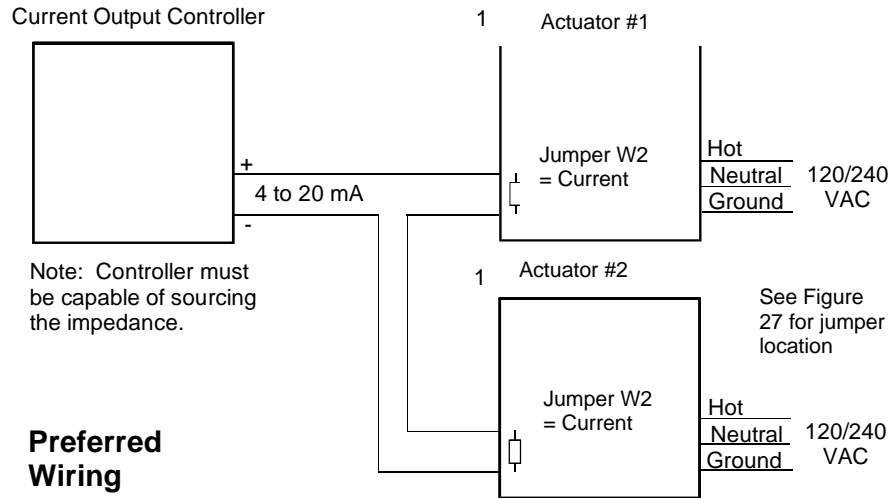 Current Output Controller
1
Actuator #1
+
4 to 20 mA
-
Jumper W2
= Current
Hot
Neutral
Ground
120/240
VAC
Note: Controller must
be capable of sourcing
the impedance.
1
Actuator #2
See Figure
27 for jumper
location
Jumper W2
= Current
Hot
Neutral
Ground
120/240
VAC
Preferred
Wiring